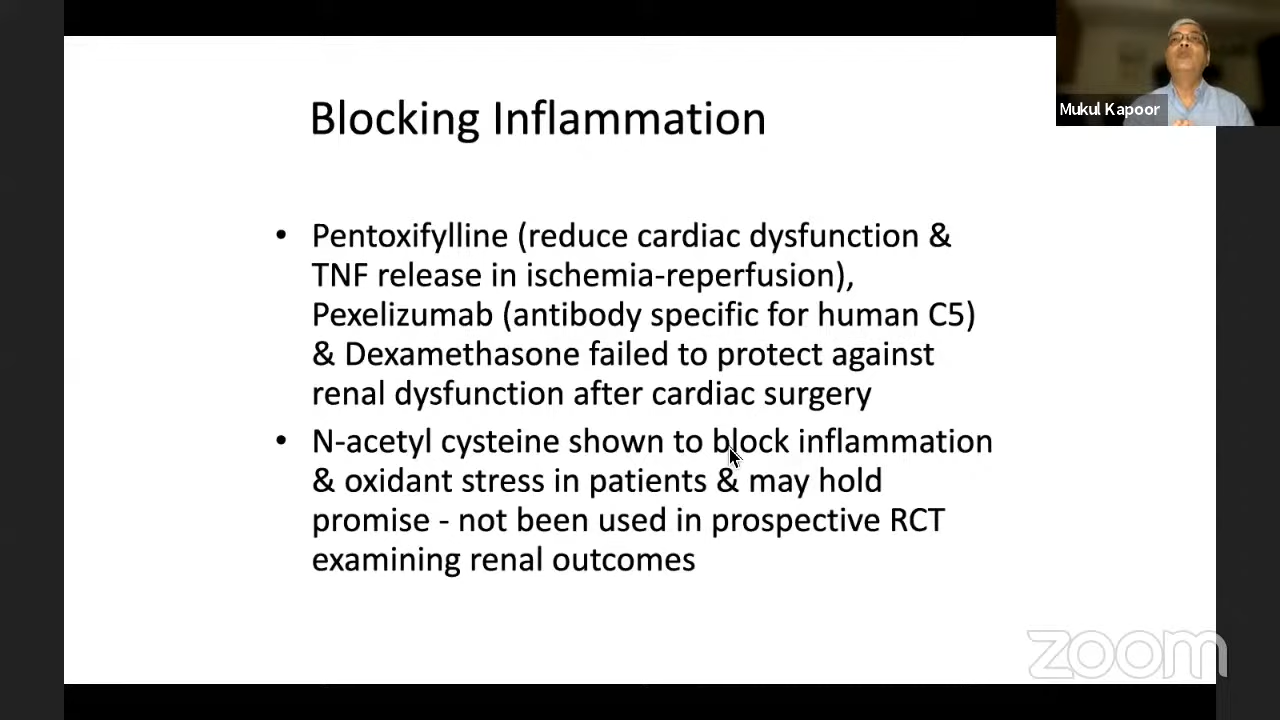 Mukul Kapoor
Blocking Inflammation
• Pentoxifylline (reduce cardiac dysfunction &
TNF release in ischemia-reperfusion),
Pexelizumab (antibody specific for human C5)
& Dexamethasone failed to protect against
renal dysfunction after cardiac surgery
• N-acetyl cysteine shown to block inflammation
& oxidant stress in patients & may hold
promise - not been used in prospective RCT
examining renal outcomes
zoom